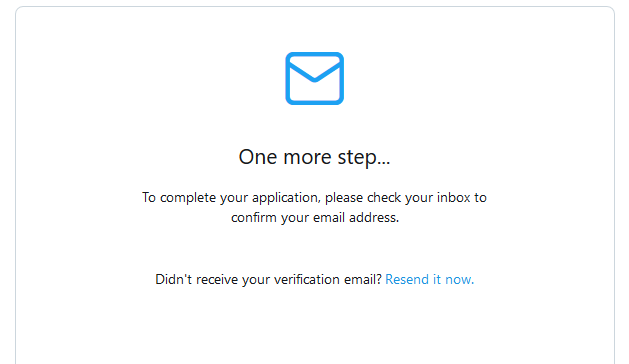 One more step...
To complete your application, please check your inbox to
confirm your email address.
Didn't receive your verification email? Resend it now.